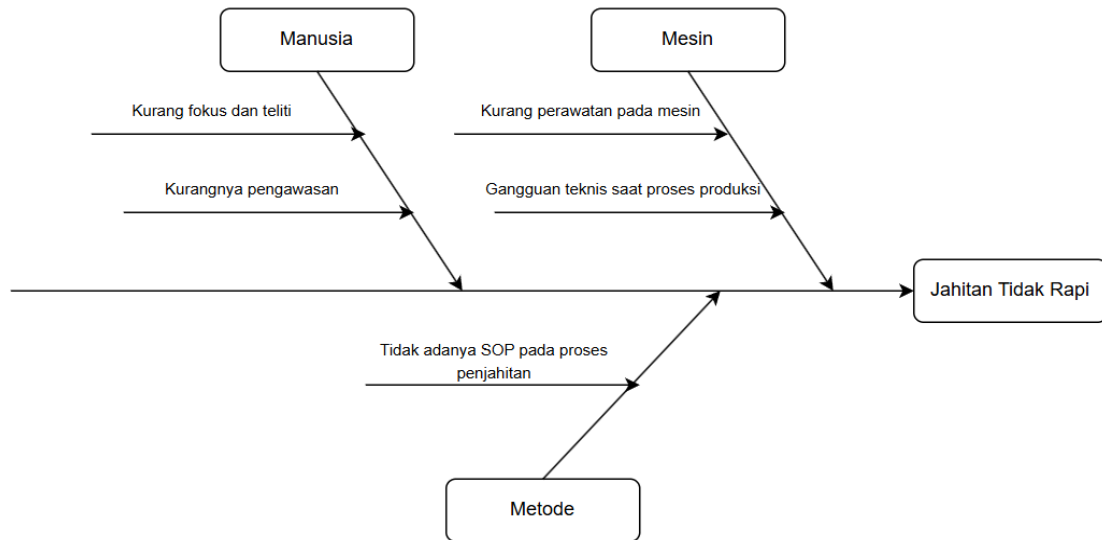 Manusia
Mesin
Kurang fokus dan teliti
Kurang perawatan pada mesin
Kurangnya pengawasan
Gangguan teknis saat proses produksi
Jahitan Tidak Rapi
Tidak adanya SOP pada proses
penjahitan
Metode